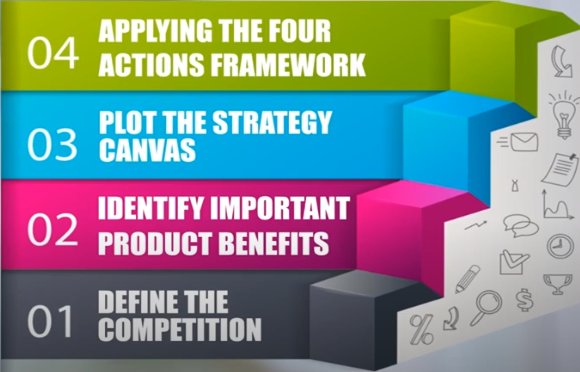 04
APPLYING THE FOUR
ACTIONS FRAMEWORK
03
PLOT THE STRATEGY
CANVAS
02
IDENTIFY IMPORTANT
PRODUCT BENEFITS
01
DEFINE THE
COMPETITION
%
$